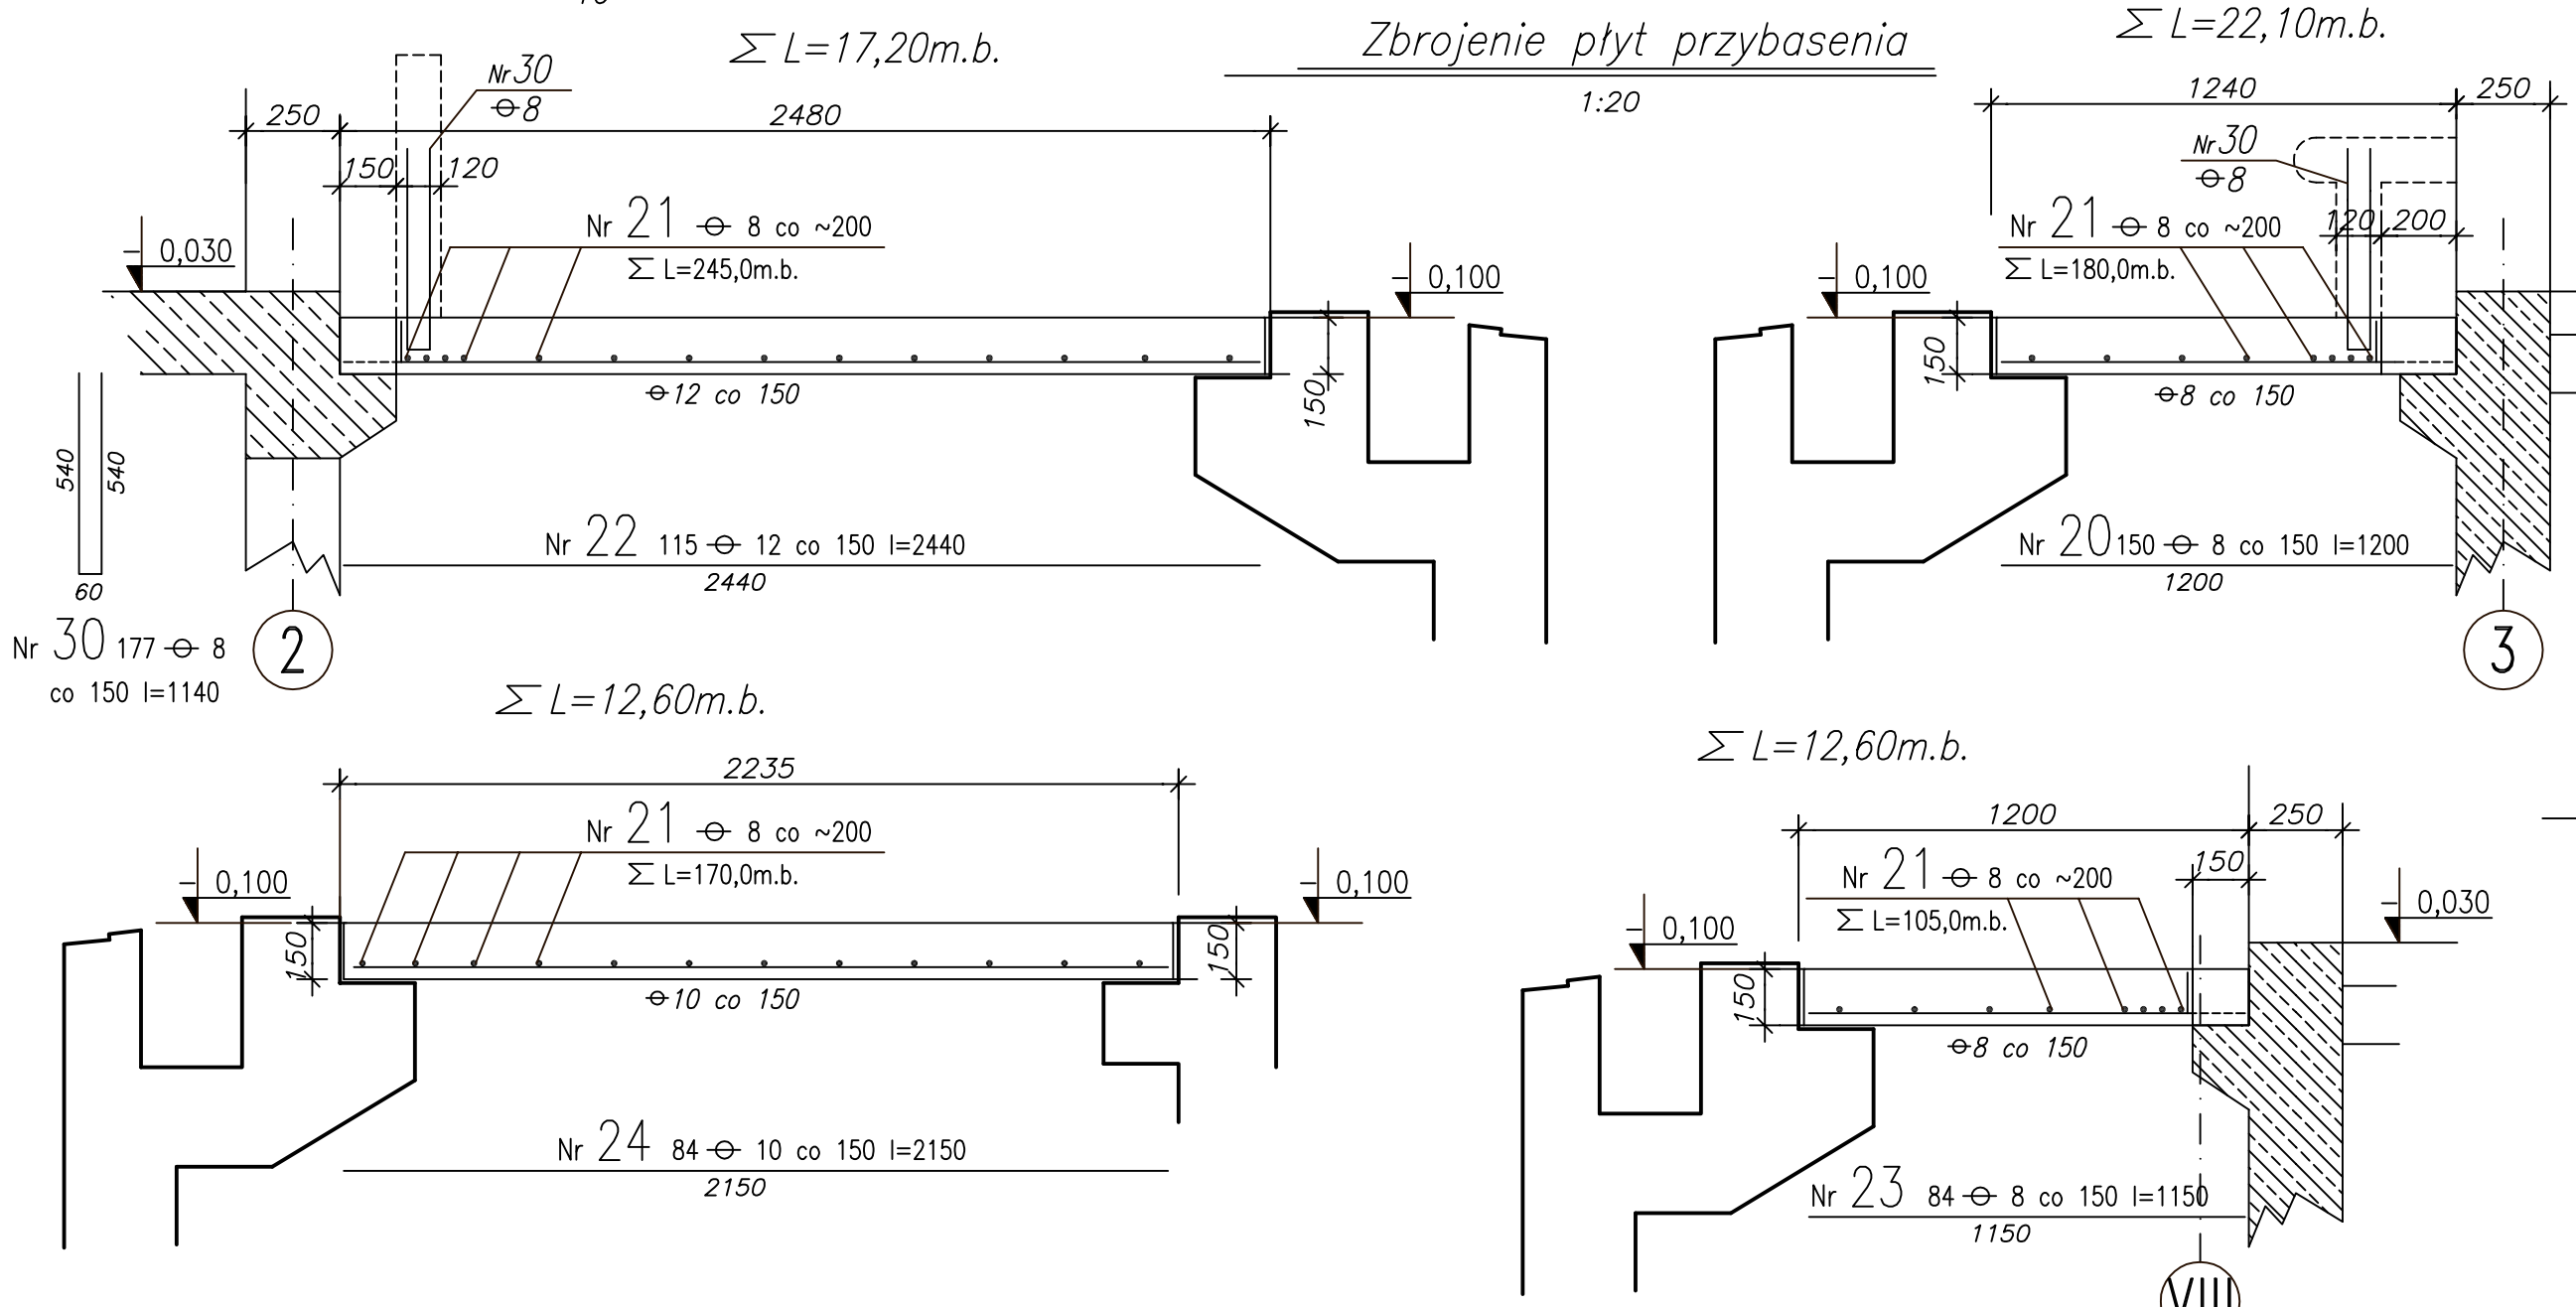 Σ L=17,20m.b.
Zbrojenie płyt przybasenia
1:20
Σ L=22,10m.b.
250
2480
Nr 30
⌀ 8
150
120
Nr 21 ⌀ 8 co ~200
Σ L=245,0m.b.
– 0,030
– 0,100
150
⌀12 co 150
540
540
60
Nr 22 115 ⌀ 12 co 150 l=2440
2440
Nr 30 177 ⌀ 8
co 150 l=1140
2
1240
250
Nr 30
⌀ 8
120
200
Nr 21 ⌀ 8 co ~200
Σ L=180,0m.b.
– 0,100
150
⌀8 co 150
Nr 20 150 ⌀ 8 co 150 l=1200
1200
3
Σ L=12,60m.b.
2235
Nr 21 ⌀ 8 co ~200
Σ L=170,0m.b.
– 0,100
– 0,100
150
150
⌀10 co 150
Nr 24 84 ⌀ 10 co 150 l=2150
2150
Σ L=12,60m.b.
1200
250
150
Nr 21 ⌀ 8 co ~200
Σ L=105,0m.b.
– 0,100
– 0,030
150
⌀8 co 150
Nr 23 84 ⌀ 8 co 150 l=1150
1150
VIII